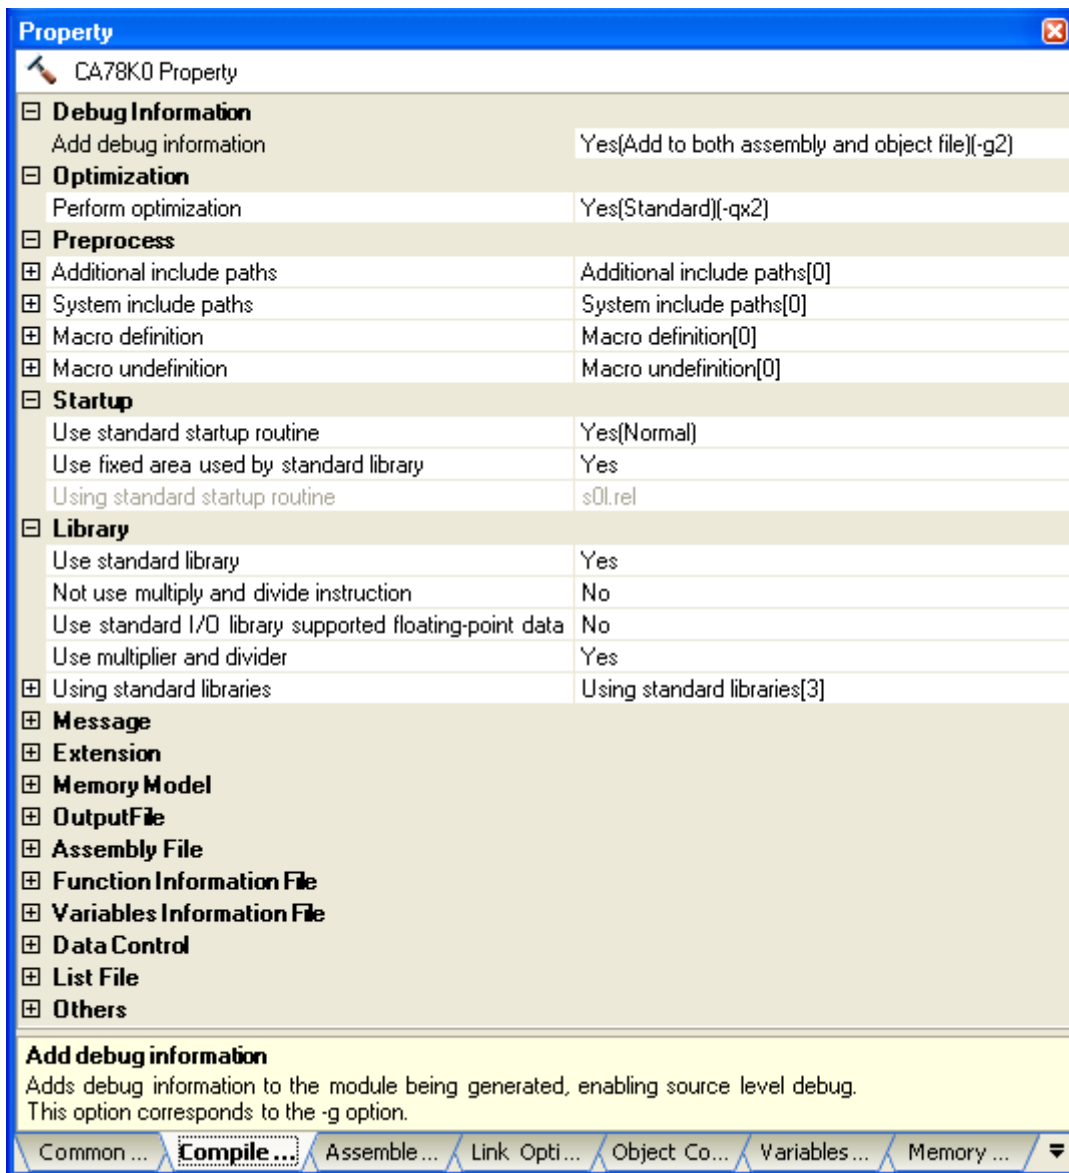 Property
CA78K0 Property
Debug Information
Add debug information Yes(Add to both assembly and object file)(-g2)
Optimization
Perform optimization Yes(Standard)(-qx2)
Preprocess
Additional include paths Additional include paths[0]
System include paths System include paths[0]
Macro definition Macro definition[0]
Macro undefinition Macro undefinition[0]
Startup
Use standard startup routine Yes(Normal)
Use fixed area used by standard library Yes
Using standard startup routine s0l.rel
Library
Use standard library Yes
Not use multiply and divide instruction No
Use standard I/O library supported floating-point data No
Use multiplier and divider Yes
Using standard libraries Using standard libraries[3]
Message
Extension
Memory Model
OutputFile
Assembly File
Function Information File
Variables Information File
Data Control
List File
Others
Add debug information
Adds debug information to the module being generated, enabling source level debug.
This option corresponds to the -g option.
Common ... Compile ... Assemble ... Link Opti... Object Co... Variables ... Memory ...